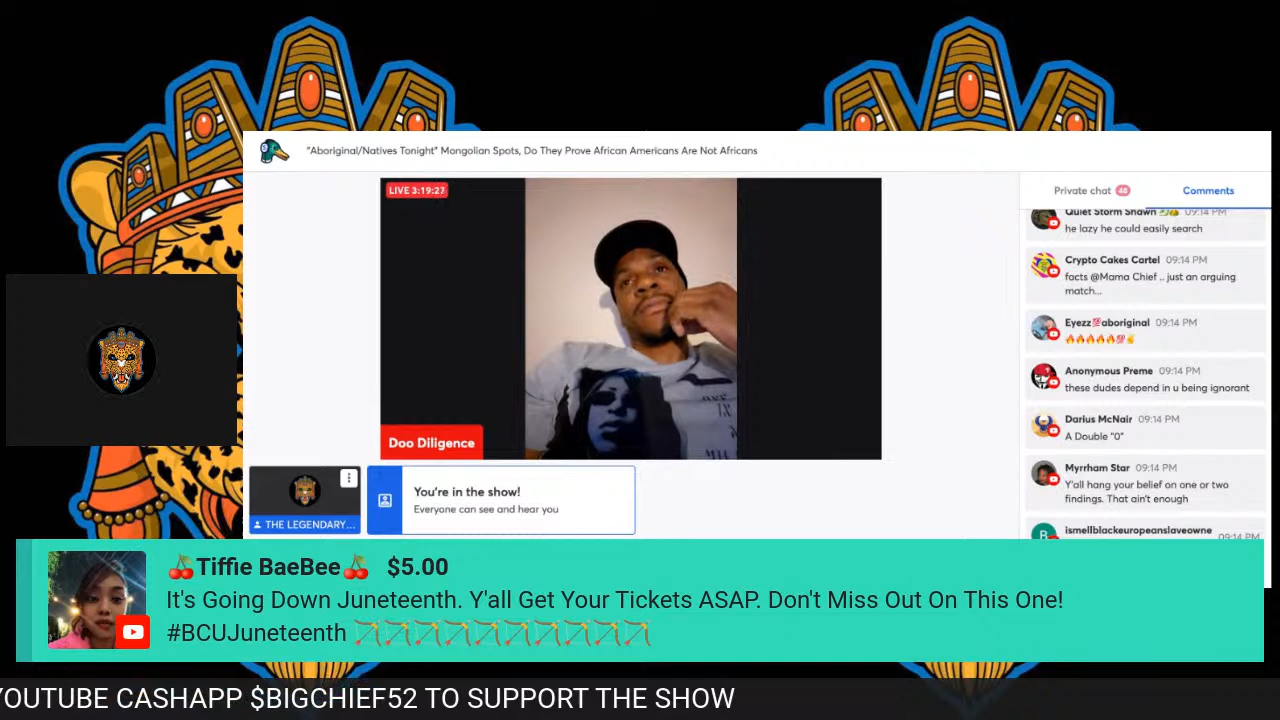 "Aboriginal/Natives Tonight" Mongolian Spots, Do They Prove African Americans Are Not Africans
LIVE 3:19:27
Doo Diligence
THE LEGENDARY...
You're in the show!
Everyone can see and hear you
Private chat 48
Comments
Quiet Storm Shawn 09:14 PM
he lazy he could easily search
Crypto Cakes Cartel 09:14 PM
facts @Mama Chief .. just an arguing
match...
Eyezz💯aboriginal 09:14 PM
🔥🔥🔥🔥🔥💯✌
Anonymous Preme 09:14 PM
these dudes depend in u being ignorant
Darius McNair 09:14 PM
A Double "0"
Myrrham Star 09:14 PM
Y'all hang your belief on one or two
findings. That ain't enough
ismellblackeuropeanslaveowne 09:14 PM
🍒Tiffie BaeBee🍒 $5.00
It's Going Down Juneteenth. Y'all Get Your Tickets ASAP. Don't Miss Out On This One!
#BCUJuneteenth 🏹🏹🏹🏹🏹🏹🏹🏹🏹🏹
YOUTUBE CASHAPP $BIGCHIEF52 TO SUPPORT THE SHOW